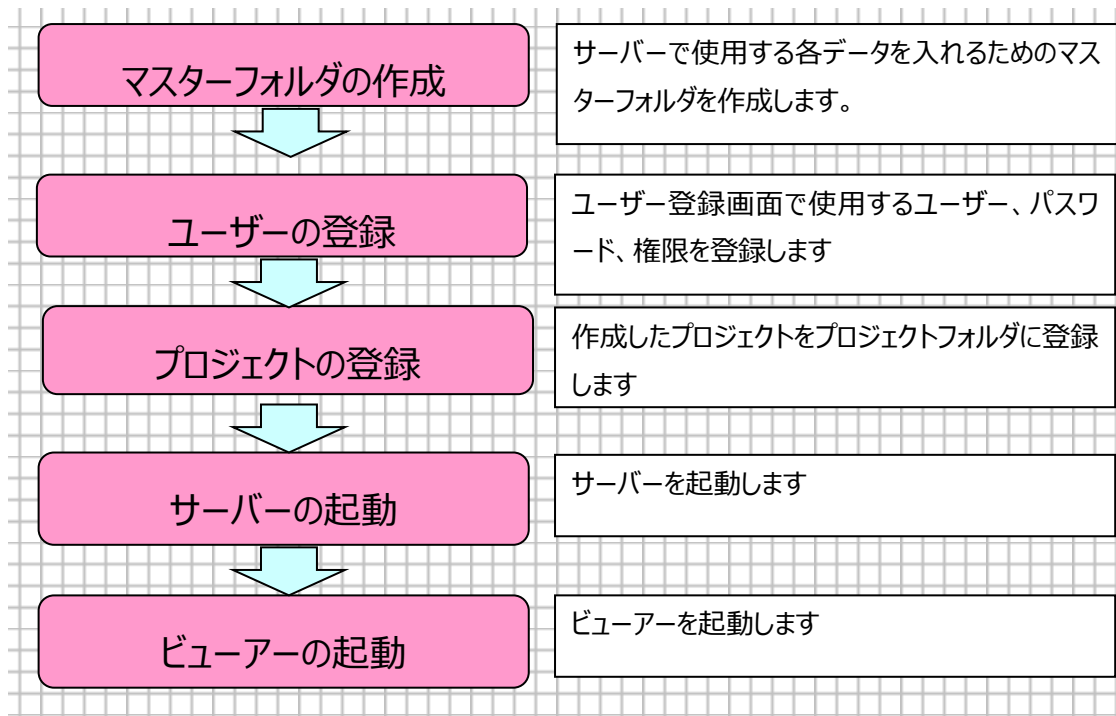 マスターフォルダの作成
サーバーで使用する各データを入れるためのマス
ターフォルダを作成します。
ユーザーの登録
ユーザー登録画面で使用するユーザー、パスワ
ード、権限を登録します
プロジェクトの登録
作成したプロジェクトをプロジェクトフォルダに登録
します
サーバーの起動
サーバーを起動します
ビューアーの起動
ビューアーを起動します